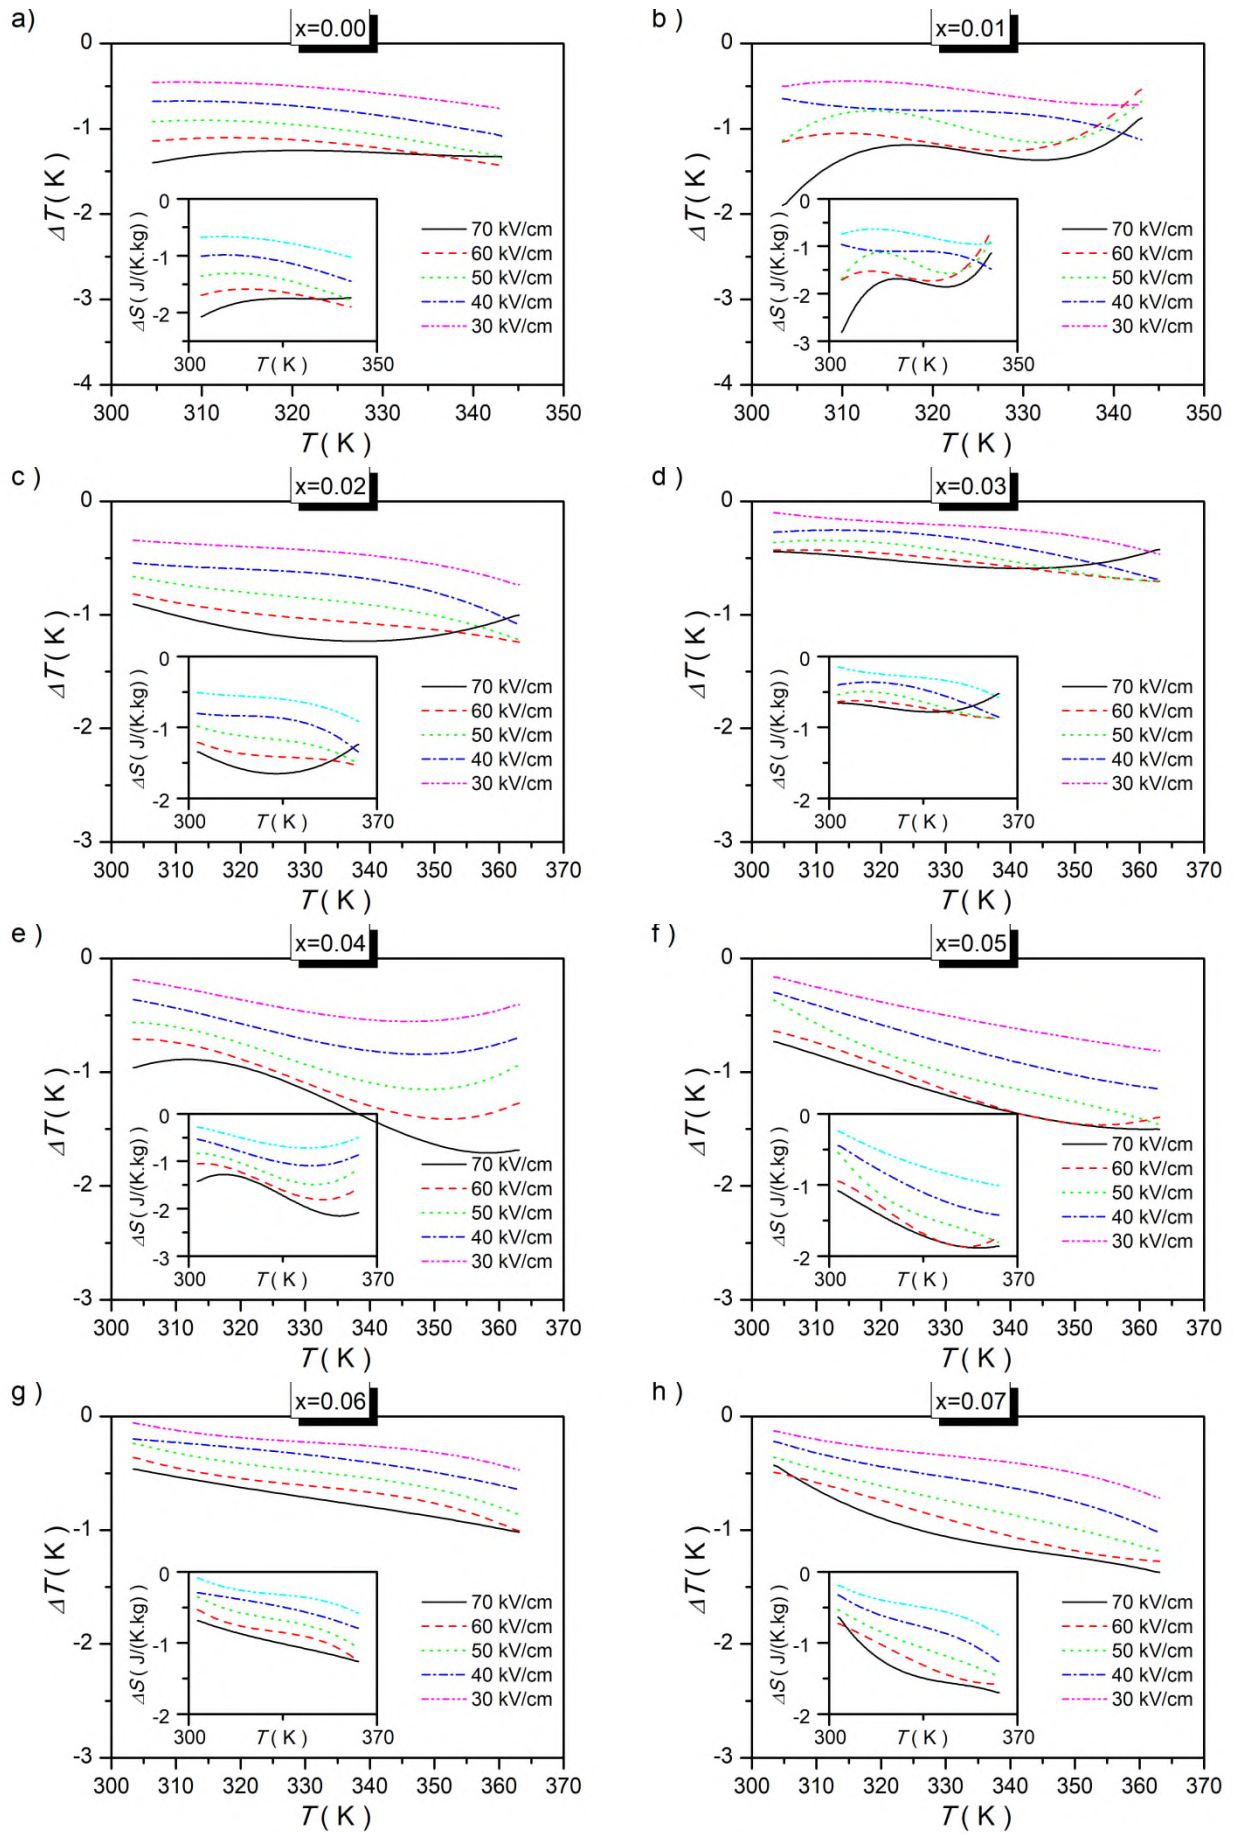 a)
x=0.00
0
-1
-2
-3
-4
ΔT( K )
300 310 320 330 340 350
T( K )
0
-1
-2
ΔS ( J/(K.kg) )
300 350
T( K )
70 kV/cm
60 kV/cm
50 kV/cm
40 kV/cm
30 kV/cm
b )
x=0.01
0
-1
-2
-3
-4
ΔT( K )
300 310 320 330 340 350
T( K )
0
-1
-2
-3
ΔS ( J/(K.kg) )
300 350
T( K )
70 kV/cm
60 kV/cm
50 kV/cm
40 kV/cm
30 kV/cm
c )
x=0.02
0
-1
-2
-3
ΔT( K )
300 310 320 330 340 350 360 370
T( K )
0
-1
-2
ΔS ( J/(K.kg) )
300 370
T( K )
70 kV/cm
60 kV/cm
50 kV/cm
40 kV/cm
30 kV/cm
d )
x=0.03
0
-1
-2
-3
ΔT( K )
300 310 320 330 340 350 360 370
T( K )
0
-1
-2
ΔS ( J/(K.kg) )
300 370
T( K )
70 kV/cm
60 kV/cm
50 kV/cm
40 kV/cm
30 kV/cm
e )
x=0.04
0
-1
-2
-3
ΔT( K )
300 310 320 330 340 350 360 370
T( K )
0
-1
-2
-3
ΔS ( J/(K.kg) )
300 370
T( K )
70 kV/cm
60 kV/cm
50 kV/cm
40 kV/cm
30 kV/cm
f )
x=0.05
0
-1
-2
-3
ΔT( K )
300 310 320 330 340 350 360 370
T( K )
0
-1
-2
ΔS ( J/(K.kg) )
300 370
T( K )
70 kV/cm
60 kV/cm
50 kV/cm
40 kV/cm
30 kV/cm
g )
x=0.06
0
-1
-2
-3
ΔT( K )
300 310 320 330 340 350 360 370
T( K )
0
-1
-2
ΔS ( J/(K.kg) )
300 370
T( K )
70 kV/cm
60 kV/cm
50 kV/cm
40 kV/cm
30 kV/cm
h )
x=0.07
0
-1
-2
-3
ΔT( K )
300 310 320 330 340 350 360 370
T( K )
0
-1
-2
ΔS ( J/(K.kg) )
300 370
T( K )
70 kV/cm
60 kV/cm
50 kV/cm
40 kV/cm
30 kV/cm